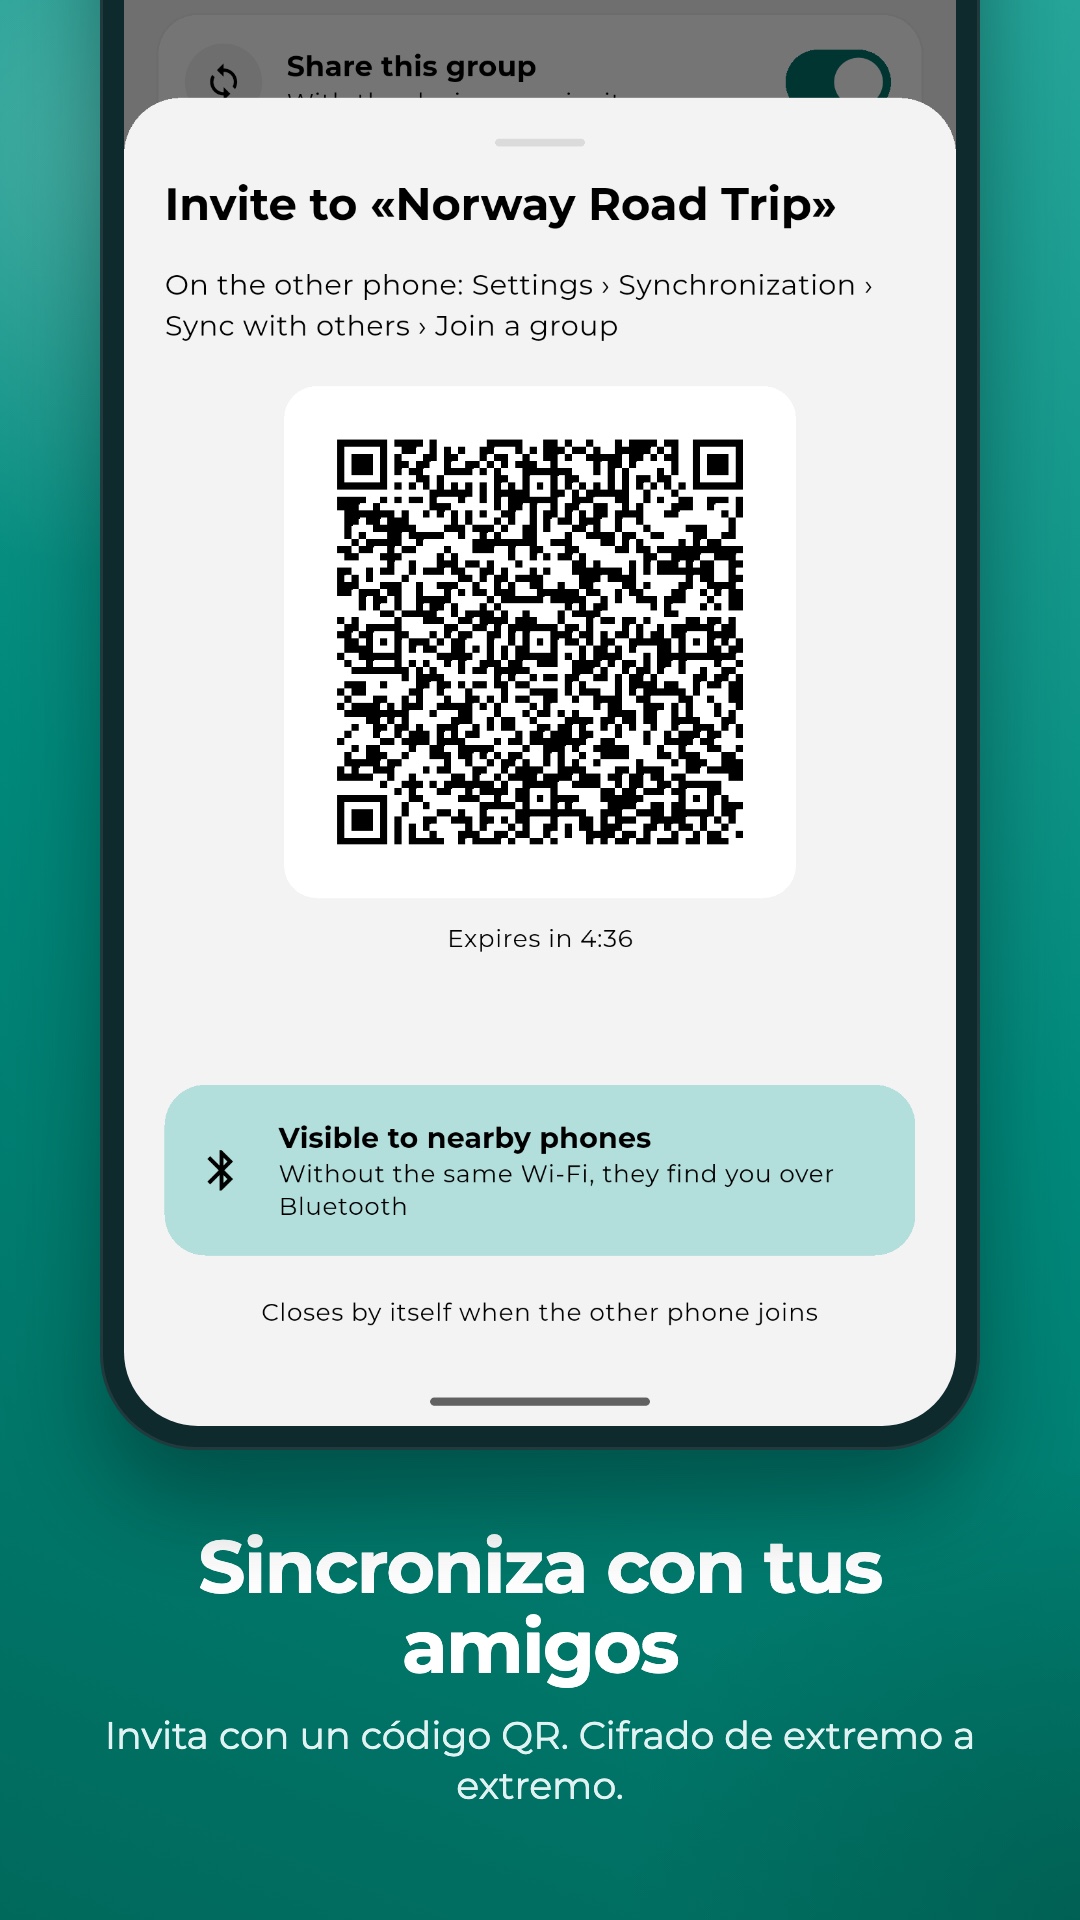 Share this group
Invite to «Norway Road Trip»
On the other phone: Settings › Synchronization ›
Sync with others › Join a group
Expires in 4:36
Visible to nearby phones
Without the same Wi-Fi, they find you over
Bluetooth
Closes by itself when the other phone joins
Sincroniza con tus
amigos
Invita con un código QR. Cifrado de extremo a
extremo.